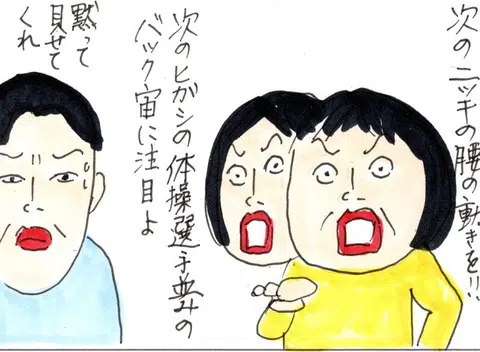 次のニッキの腰の動きを!!
次のヒガシの体操選手並みの
バック宙に注目よ
黙って
見せて
くれ